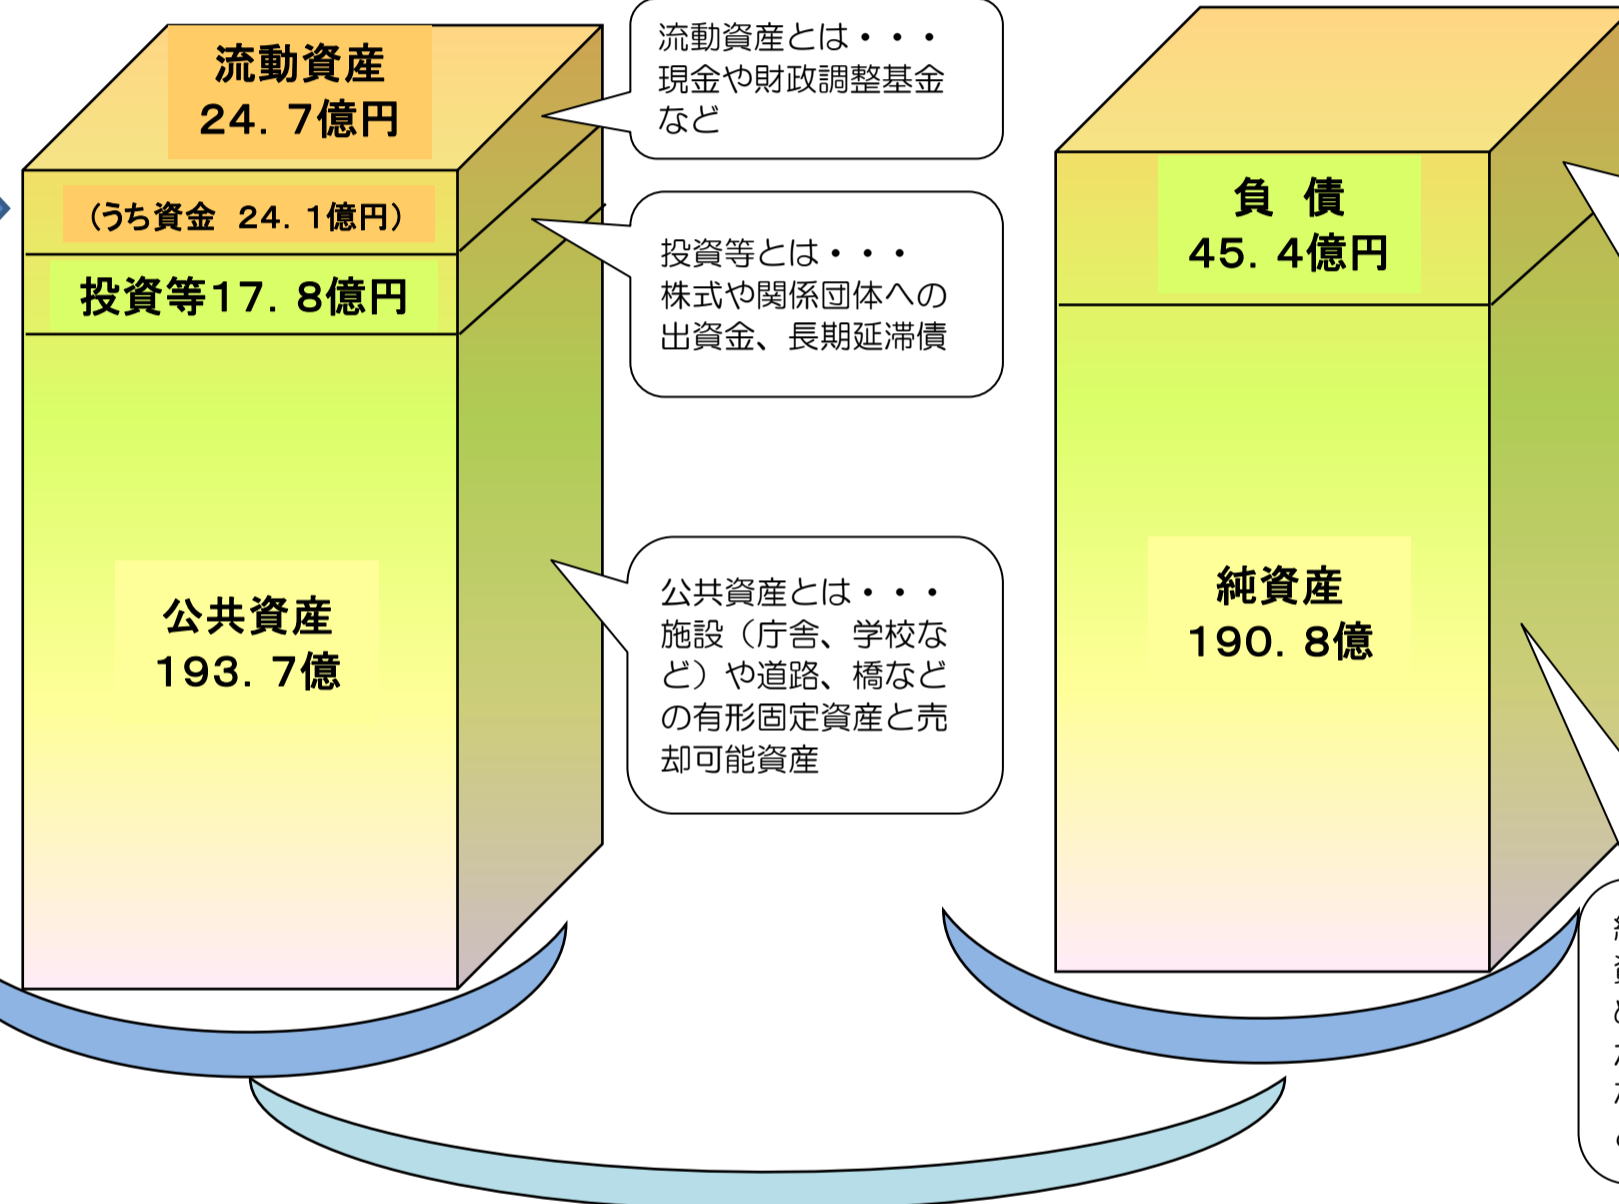 流動資産
24．7億円
（うち資金　24．1億円）
投資等17．8億円
公共資産
193．7億
流動資産とは・・・
現金や財政調整基金
など
投資等とは・・・
株式や関係団体への
出資金、長期延滞債
公共資産とは・・・
施設（庁舎、学校な
ど）や道路、橋など
の有形固定資産と売
却可能資産
負　債
45．4億円
純資産
190．8億